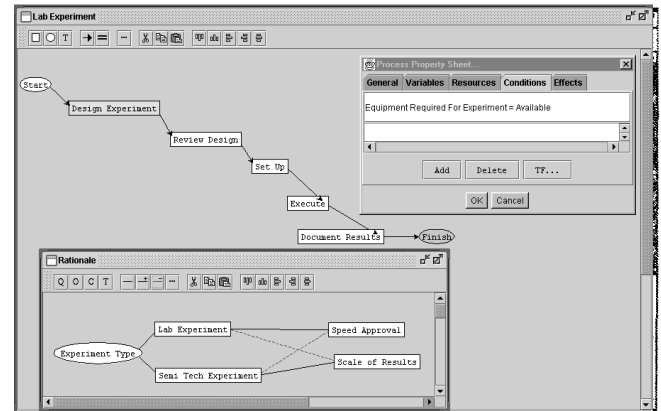 Lab Experiment
T
Process Property Sheet...
General Variables Resources Conditions Effects
Equipment Required For Experiment = Available
Add Delete TF...
OK Cancel
Start
Design Experiment
Review Design
Set Up
Execute
Document Results
Finish
Rationale
Q O C T
Lab Experiment
Speed Approval
Experiment Type
Scale of Results
Semi Tech Experiment